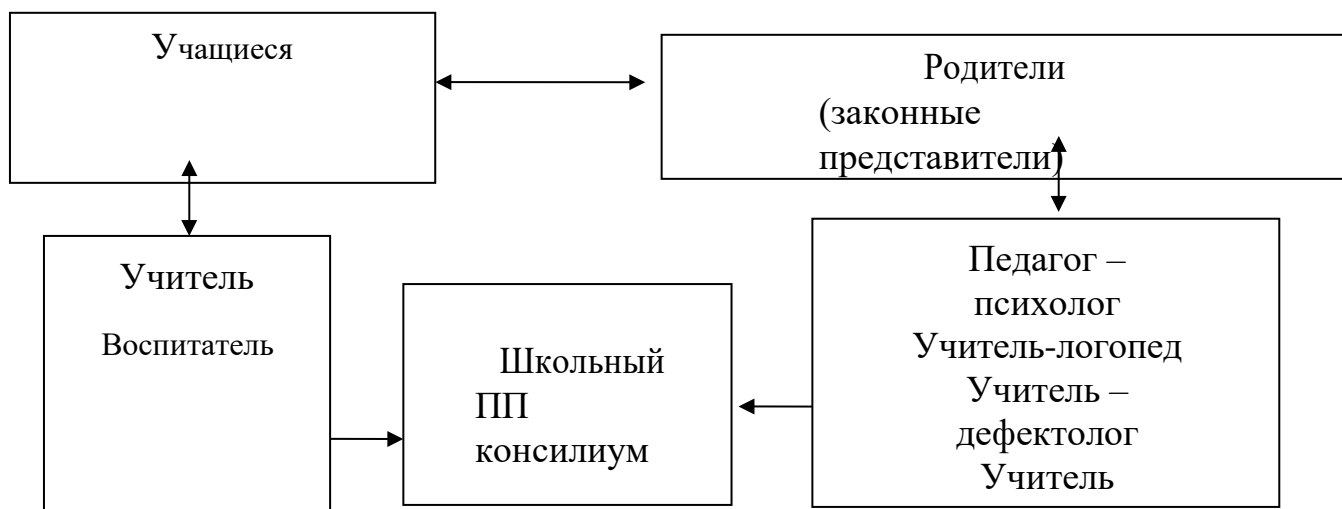 Учащиеся
Родители
(законные
представители)
Учитель
Воспитатель
Школьный
ПП
консилиум
Педагог –
психолог
Учитель-логопед
Учитель –
дефектолог
Учитель